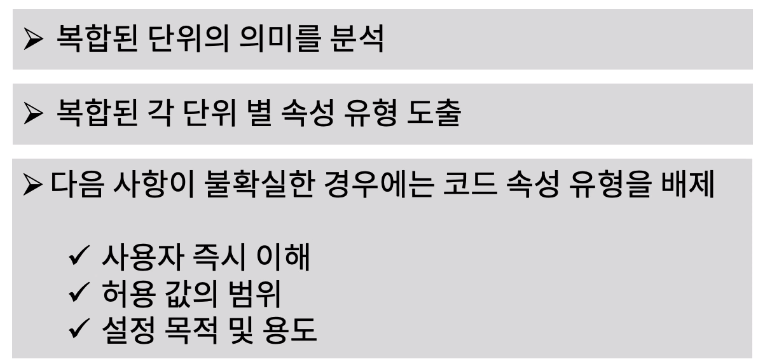 ➢ 복합된 단위의 의미를 분석
➢ 복합된 각 단위 별 속성 유형 도출
➢ 다음 사항이 불확실한 경우에는 코드 속성 유형을 배제
✓ 사용자 즉시 이해
✓ 허용 값의 범위
✓ 설정 목적 및 용도